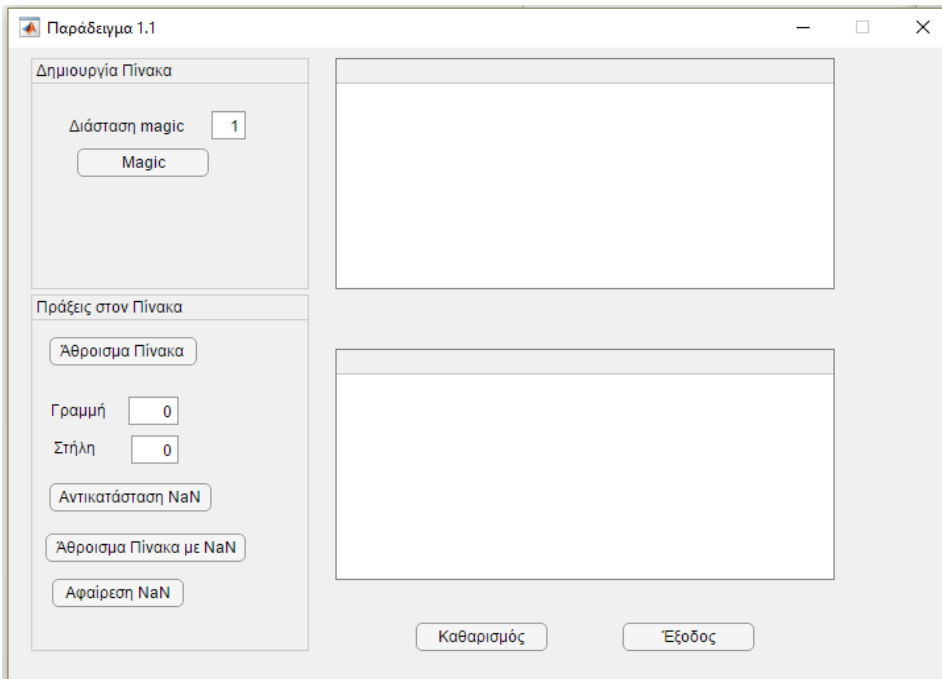 Παράδειγμα 1.1
Δημιουργία Πίνακα
Διάσταση magic 1
Magic
Πράξεις στον Πίνακα
Άθροισμα Πίνακα
Γραμμή 0
Στήλη 0
Αντικατάσταση NaN
Άθροισμα Πίνακα με NaN
Αφαίρεση NaN
Καθαρισμός Έξοδος